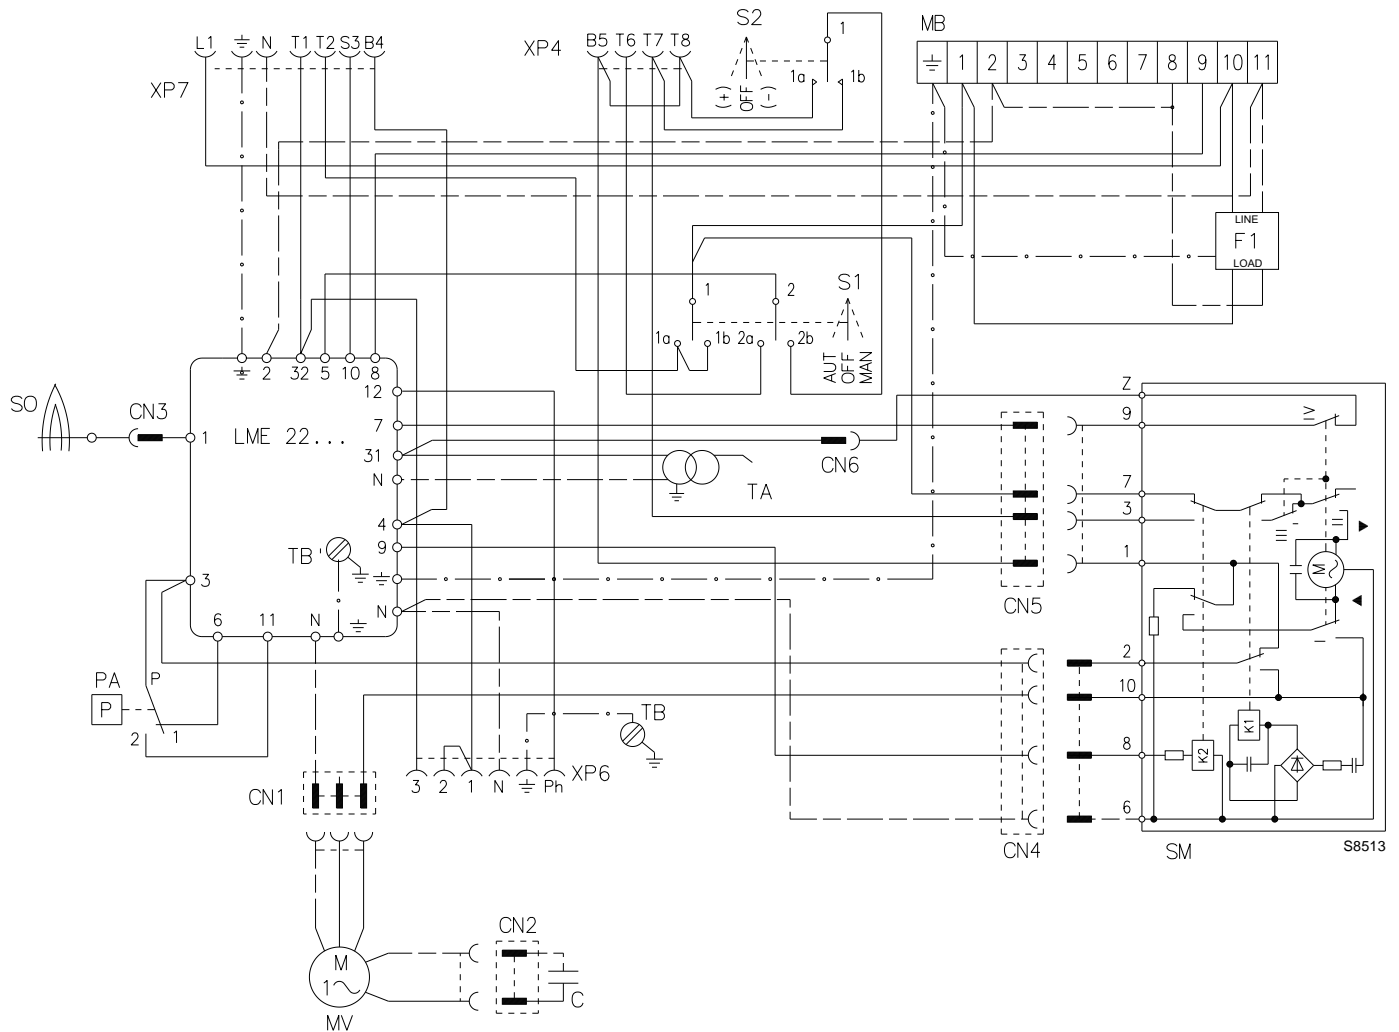 S2
MB
L1 N T1 T2 S3 B4
XP4
B5 T6 T7 T8
1
1a 1b
1 2 3 4 5 6 7 8 9 10 11
XP7
(+) OFF (-)
LINE
F1
LOAD
1 2
S1
1a 1b 2a 2b
AUT OFF MAN
2 32 5 10 8
12
Z
SO
CN3
9
IV
1
LME 22...
7
31
CN6
N
TA
7
4
3
II
III
TB
9
1
M
3
N
CN5
I
6 11 N
2
PA
P
P
10
TB
K1
2 1
8
K2
XP6
3 2 1 N Ph
CN1
6
CN4
SM
S8513
CN2
M
1
C
MV